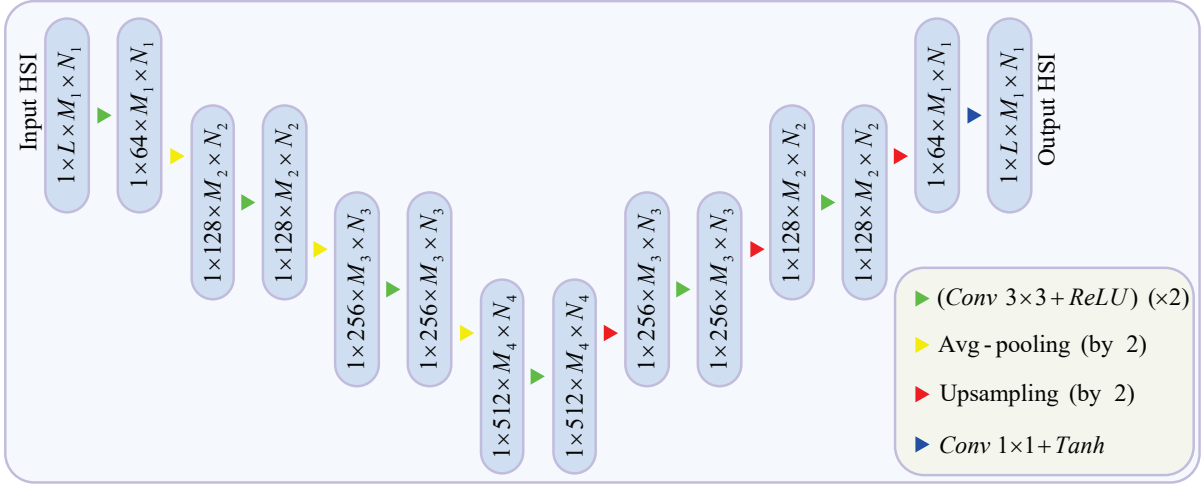 Input HSI
1×L×M₁×N₁
1×64×M₁×N₁
1×128×M₂×N₂
1×128×M₂×N₂
1×256×M₃×N₃
1×256×M₃×N₃
1×512×M₄×N₄
1×512×M₄×N₄
1×256×M₃×N₃
1×256×M₃×N₃
1×128×M₂×N₂
1×128×M₂×N₂
1×64×M₁×N₁
1×L×M₁×N₁
Output HSI
(Conv 3×3+ReLU) (×2)
Avg-pooling (by 2)
Upsampling (by 2)
Conv 1×1+Tanh